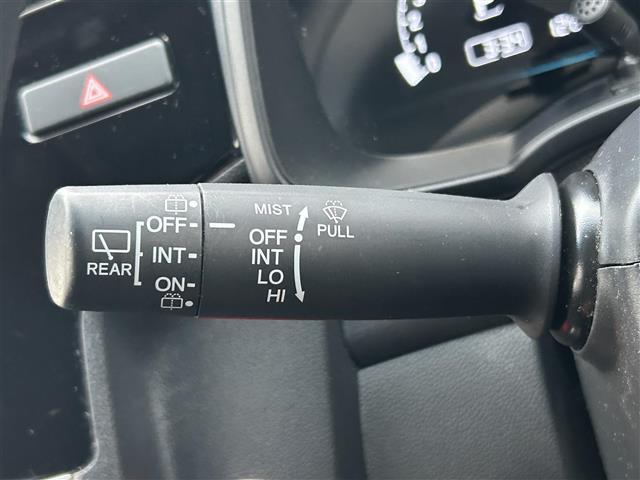 MIST
PULL
OFF
OFF
REAR
INT
INT
LO
ON
HI